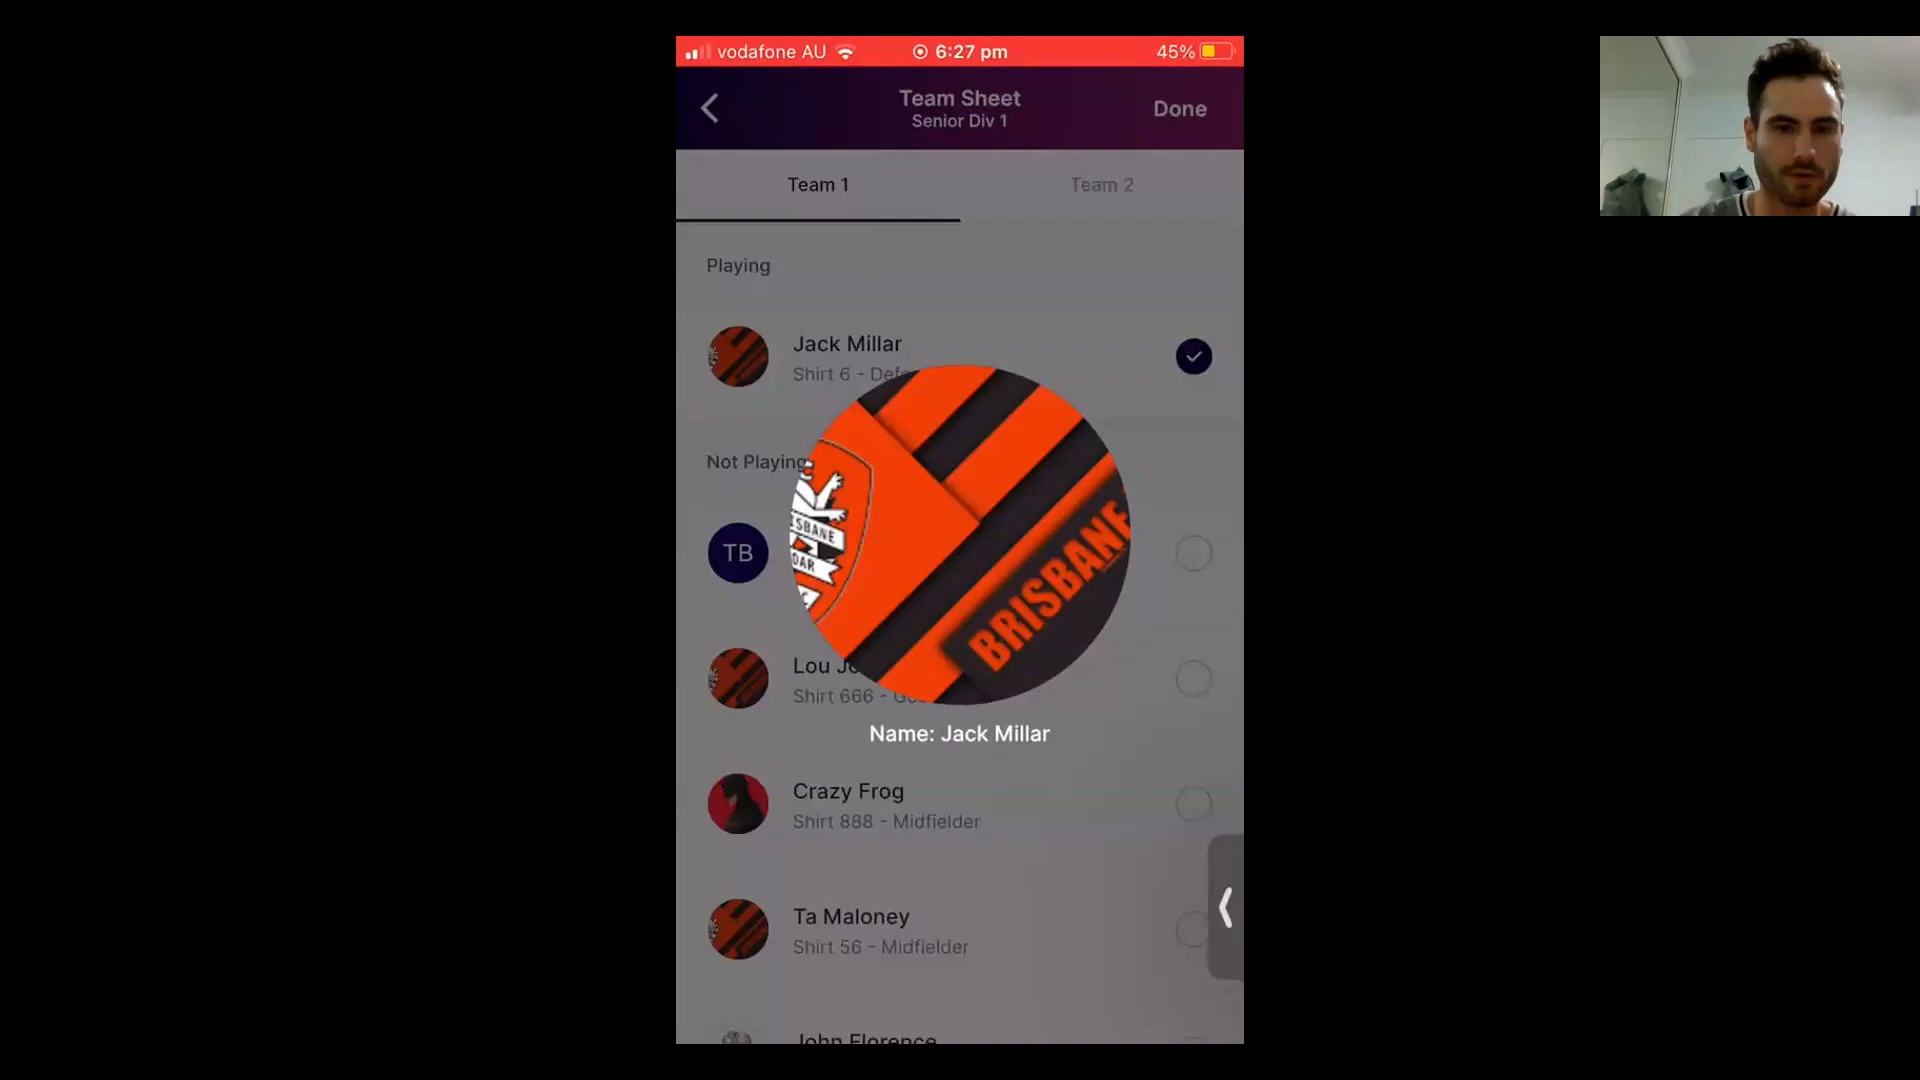 vodafone AU
6:27 pm
45%
Team Sheet
Senior Div 1
Done
Team 1
Team 2
Playing
Jack Millar
Shirt 6 -
Not Playing
TB
BRISBANE
Lou
Shirt 666 -
Name: Jack Millar
Crazy Frog
Shirt 888 - Midfielder
Ta Maloney
Shirt 56 - Midfielder
John Florence